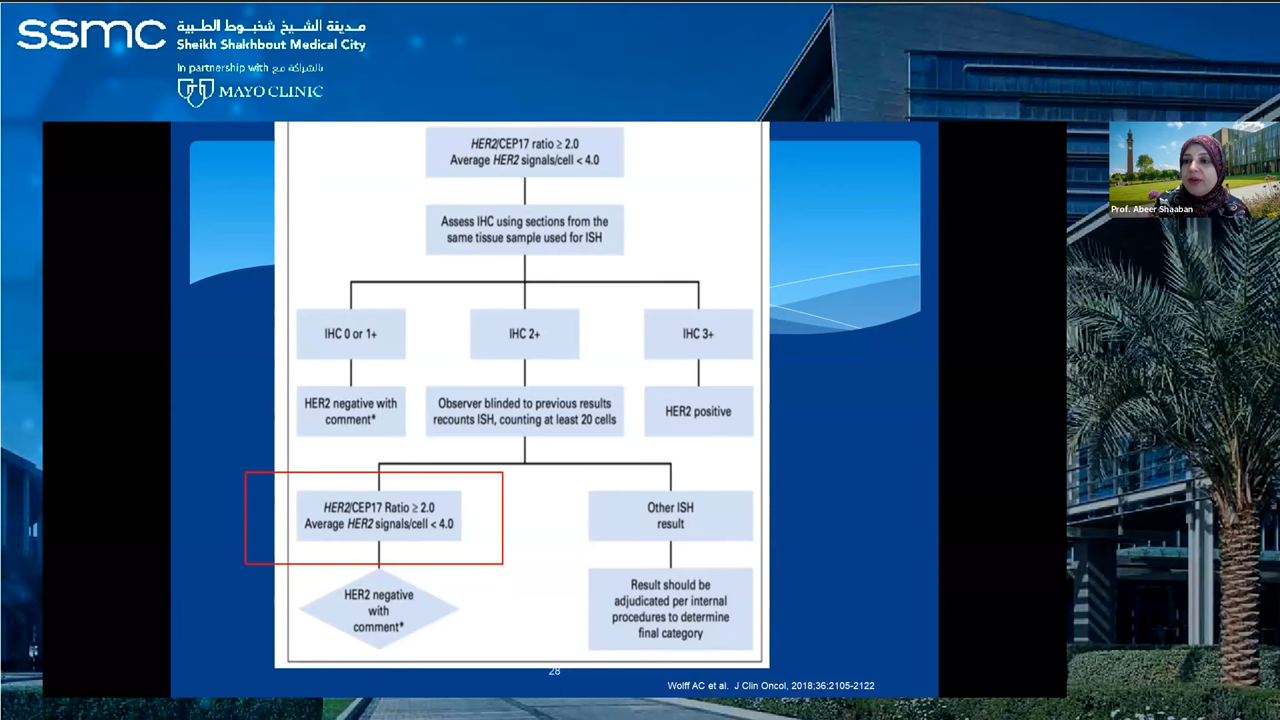 ssmc
مدينة الشيخ شخبوط الطبية
Sheikh Shakhbout Medical City
In partnership with بالشراكة مع
MAYO CLINIC
Prof. Abeer Shaaban
HER2/CEP17 ratio ≥ 2.0
Average HER2 signals/cell < 4.0
Assess IHC using sections from the
same tissue sample used for ISH
IHC 0 or 1+
IHC 2+
IHC 3+
HER2 negative with
comment*
Observer blinded to previous results
recounts ISH, counting at least 20 cells
HER2 positive
HER2/CEP17 Ratio ≥ 2.0
Average HER2 signals/cell < 4.0
Other ISH
result
HER2 negative
with
comment*
Result should be
adjudicated per internal
procedures to determine
final category
28
Wolff AC et al. J Clin Oncol, 2018;36:2105-2122